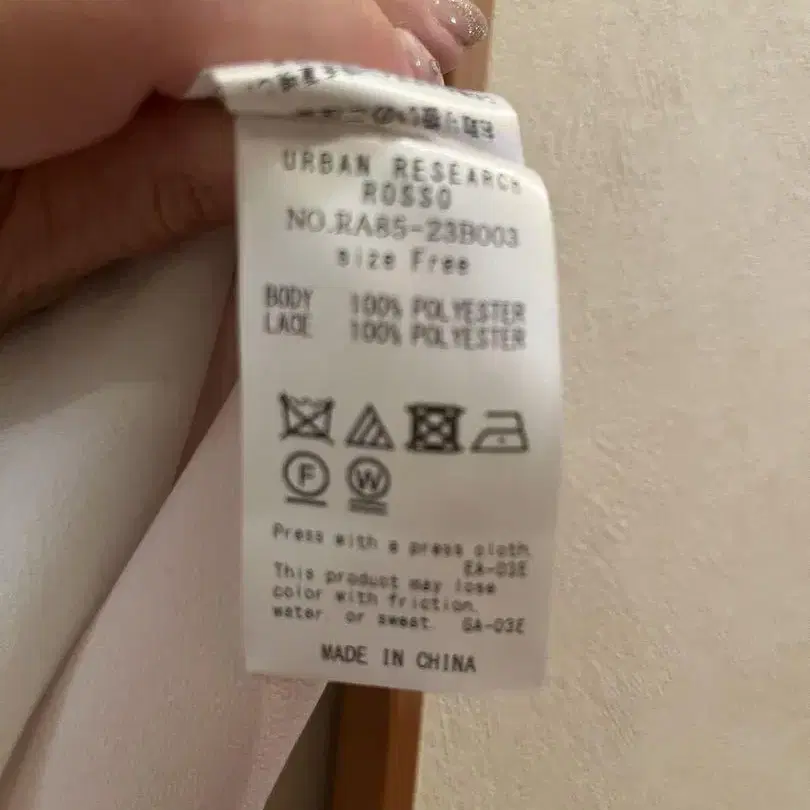 URBAN RESEARCH
ROSSO
NO.RA85-23B003
size Free
BODY 100% POLYESTER
LACE 100% POLYESTER
F W
Press with a press cloth.
EA-03E
This product may lose
color with friction,
water, or sweat. GA-03E
MADE IN CHINA